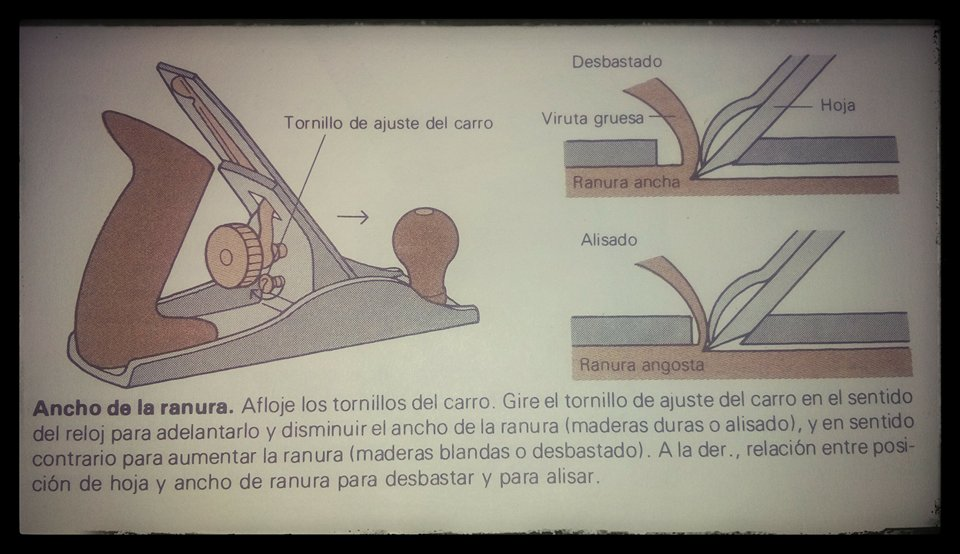 Tornillo de ajuste del carro
Desbastado
Viruta gruesa
Hoja
Ranura ancha
Alisado
Ranura angosta
Ancho de la ranura. Afloje los tornillos del carro. Gire el tornillo de ajuste del carro en el sentido
del reloj para adelantarlo y disminuir el ancho de la ranura (maderas duras o alisado), y en sentido
contrario para aumentar la ranura (maderas blandas o desbastado). A la der., relación entre posi-
ción de hoja y ancho de ranura para desbastar y para alisar.